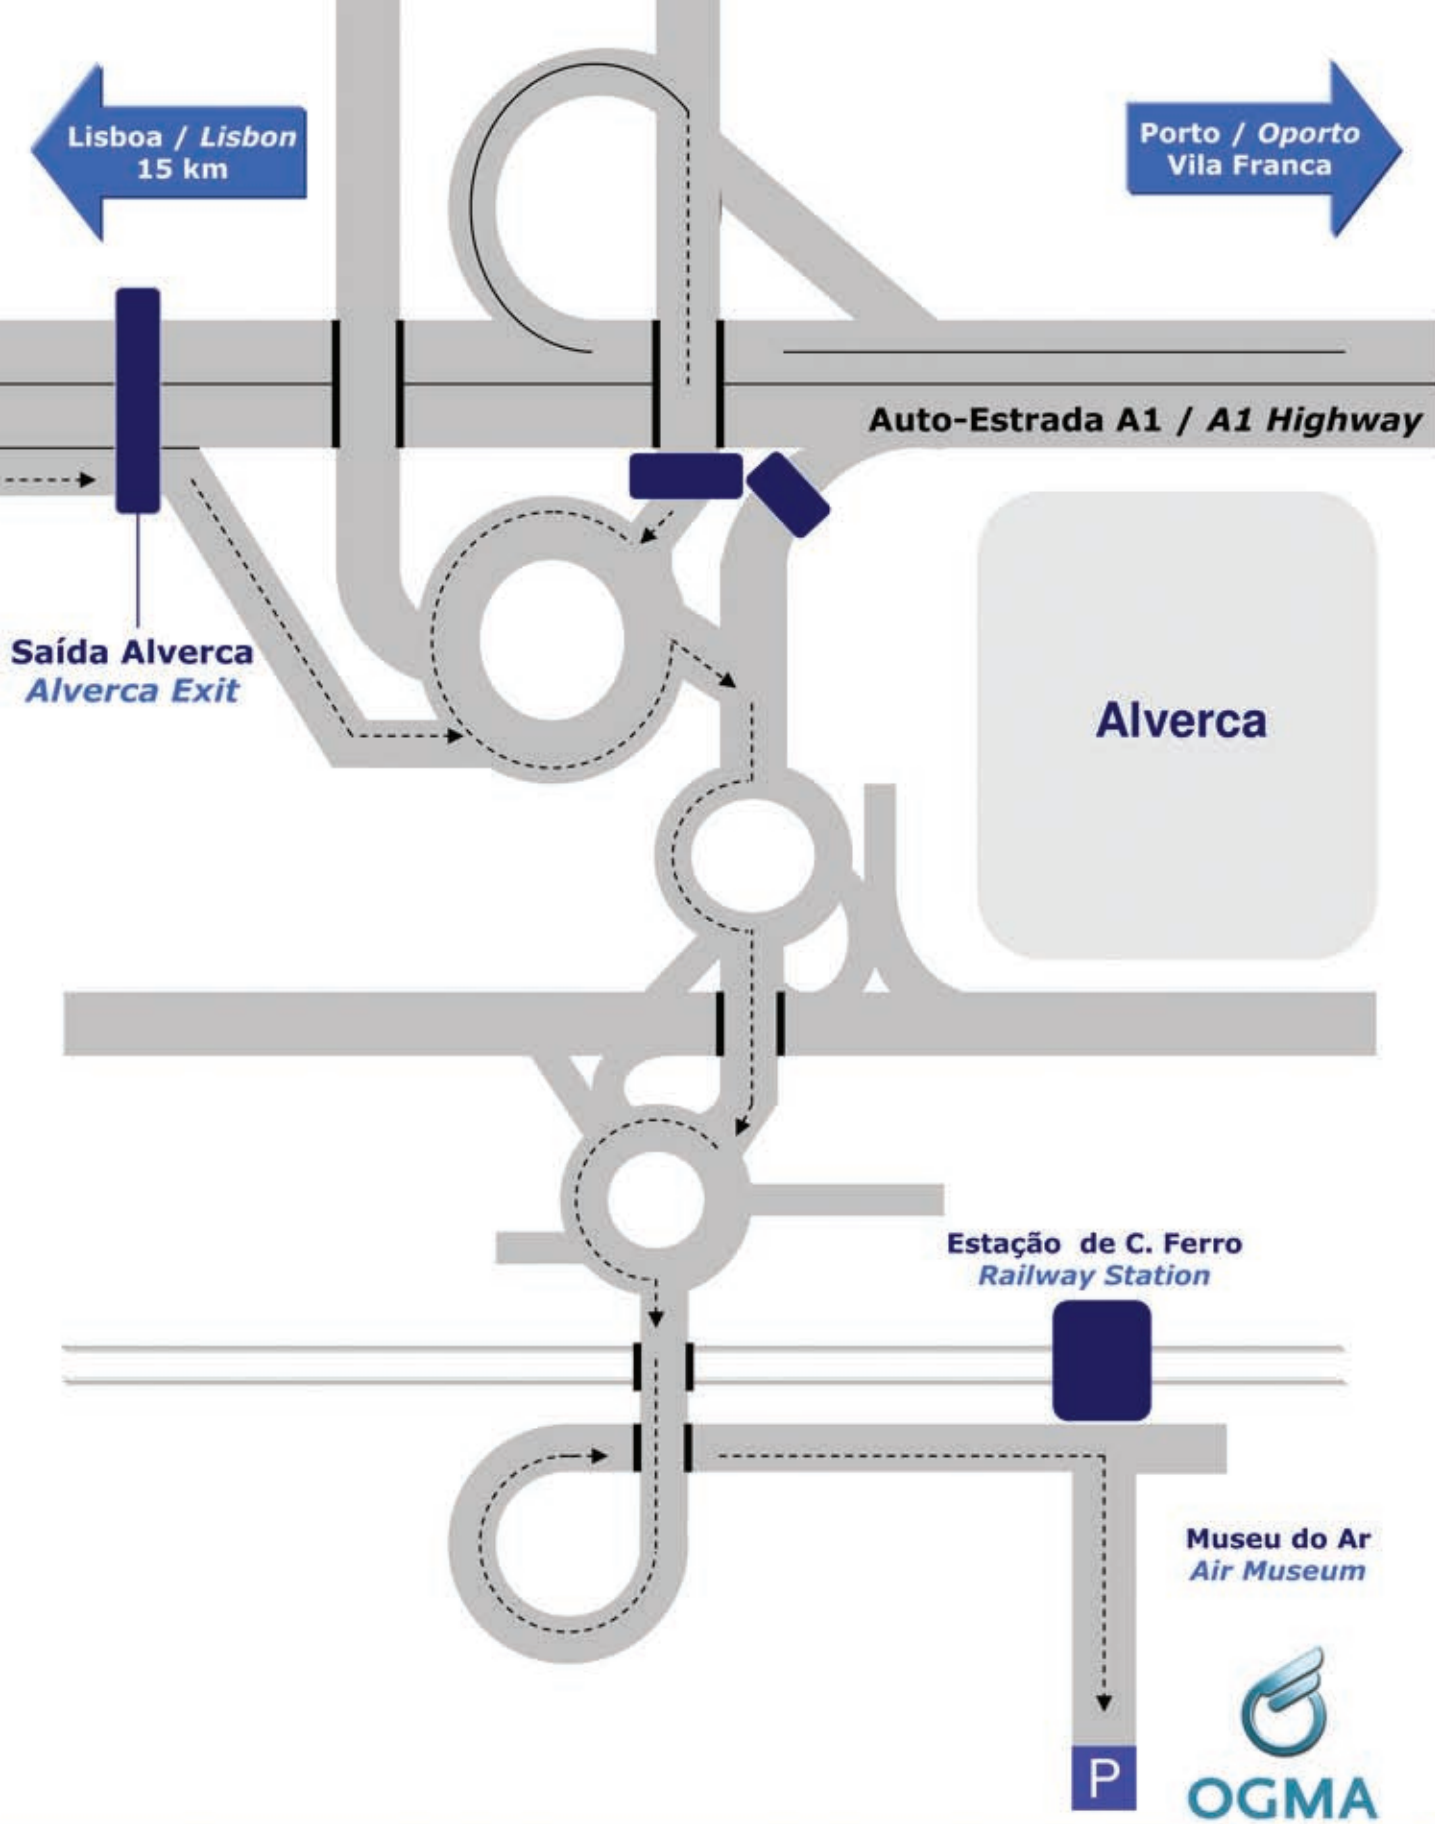 Lisboa / Lisbon
15 km
Porto / Oporto
Vila Franca
Auto-Estrada A1 / A1 Highway
Saída Alverca
Alverca Exit
Alverca
Estação de C. Ferro
Railway Station
Museu do Ar
Air Museum
P
OGMA